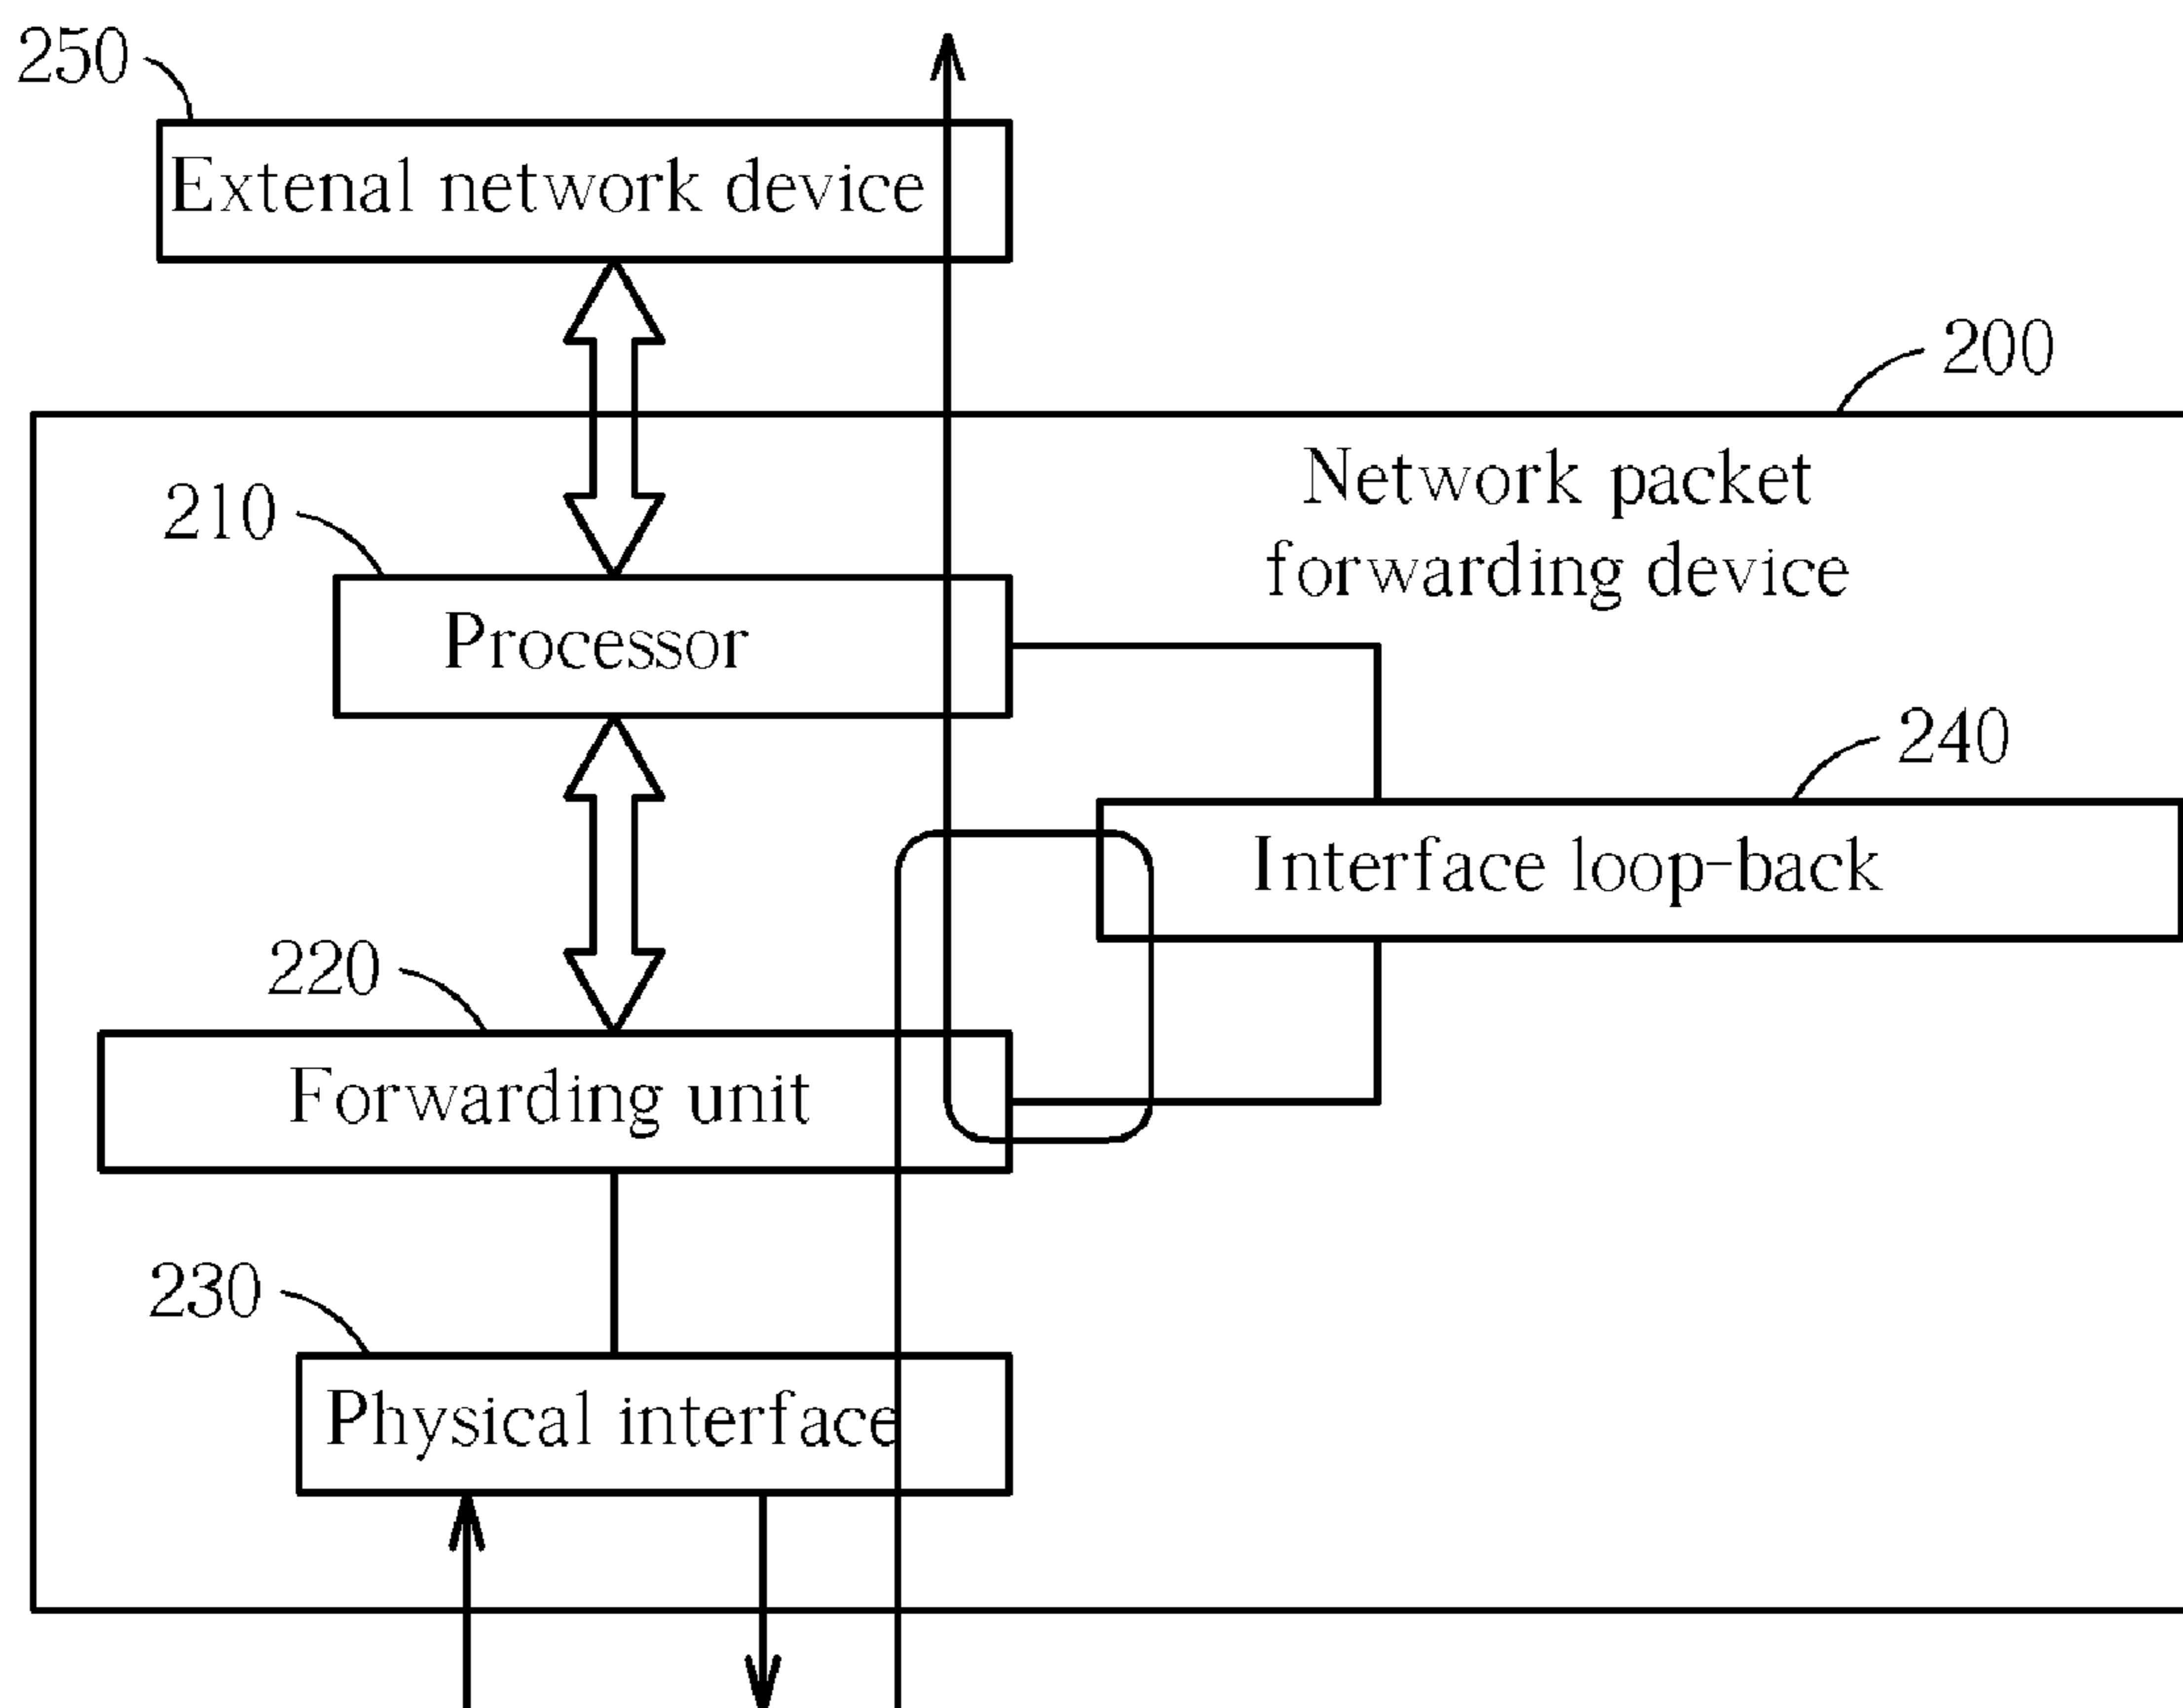 250
Extenal network device
200
Network packet
forwarding device
210
Processor
240
Interface loop-back
220
Forwarding unit
230
Physical interface